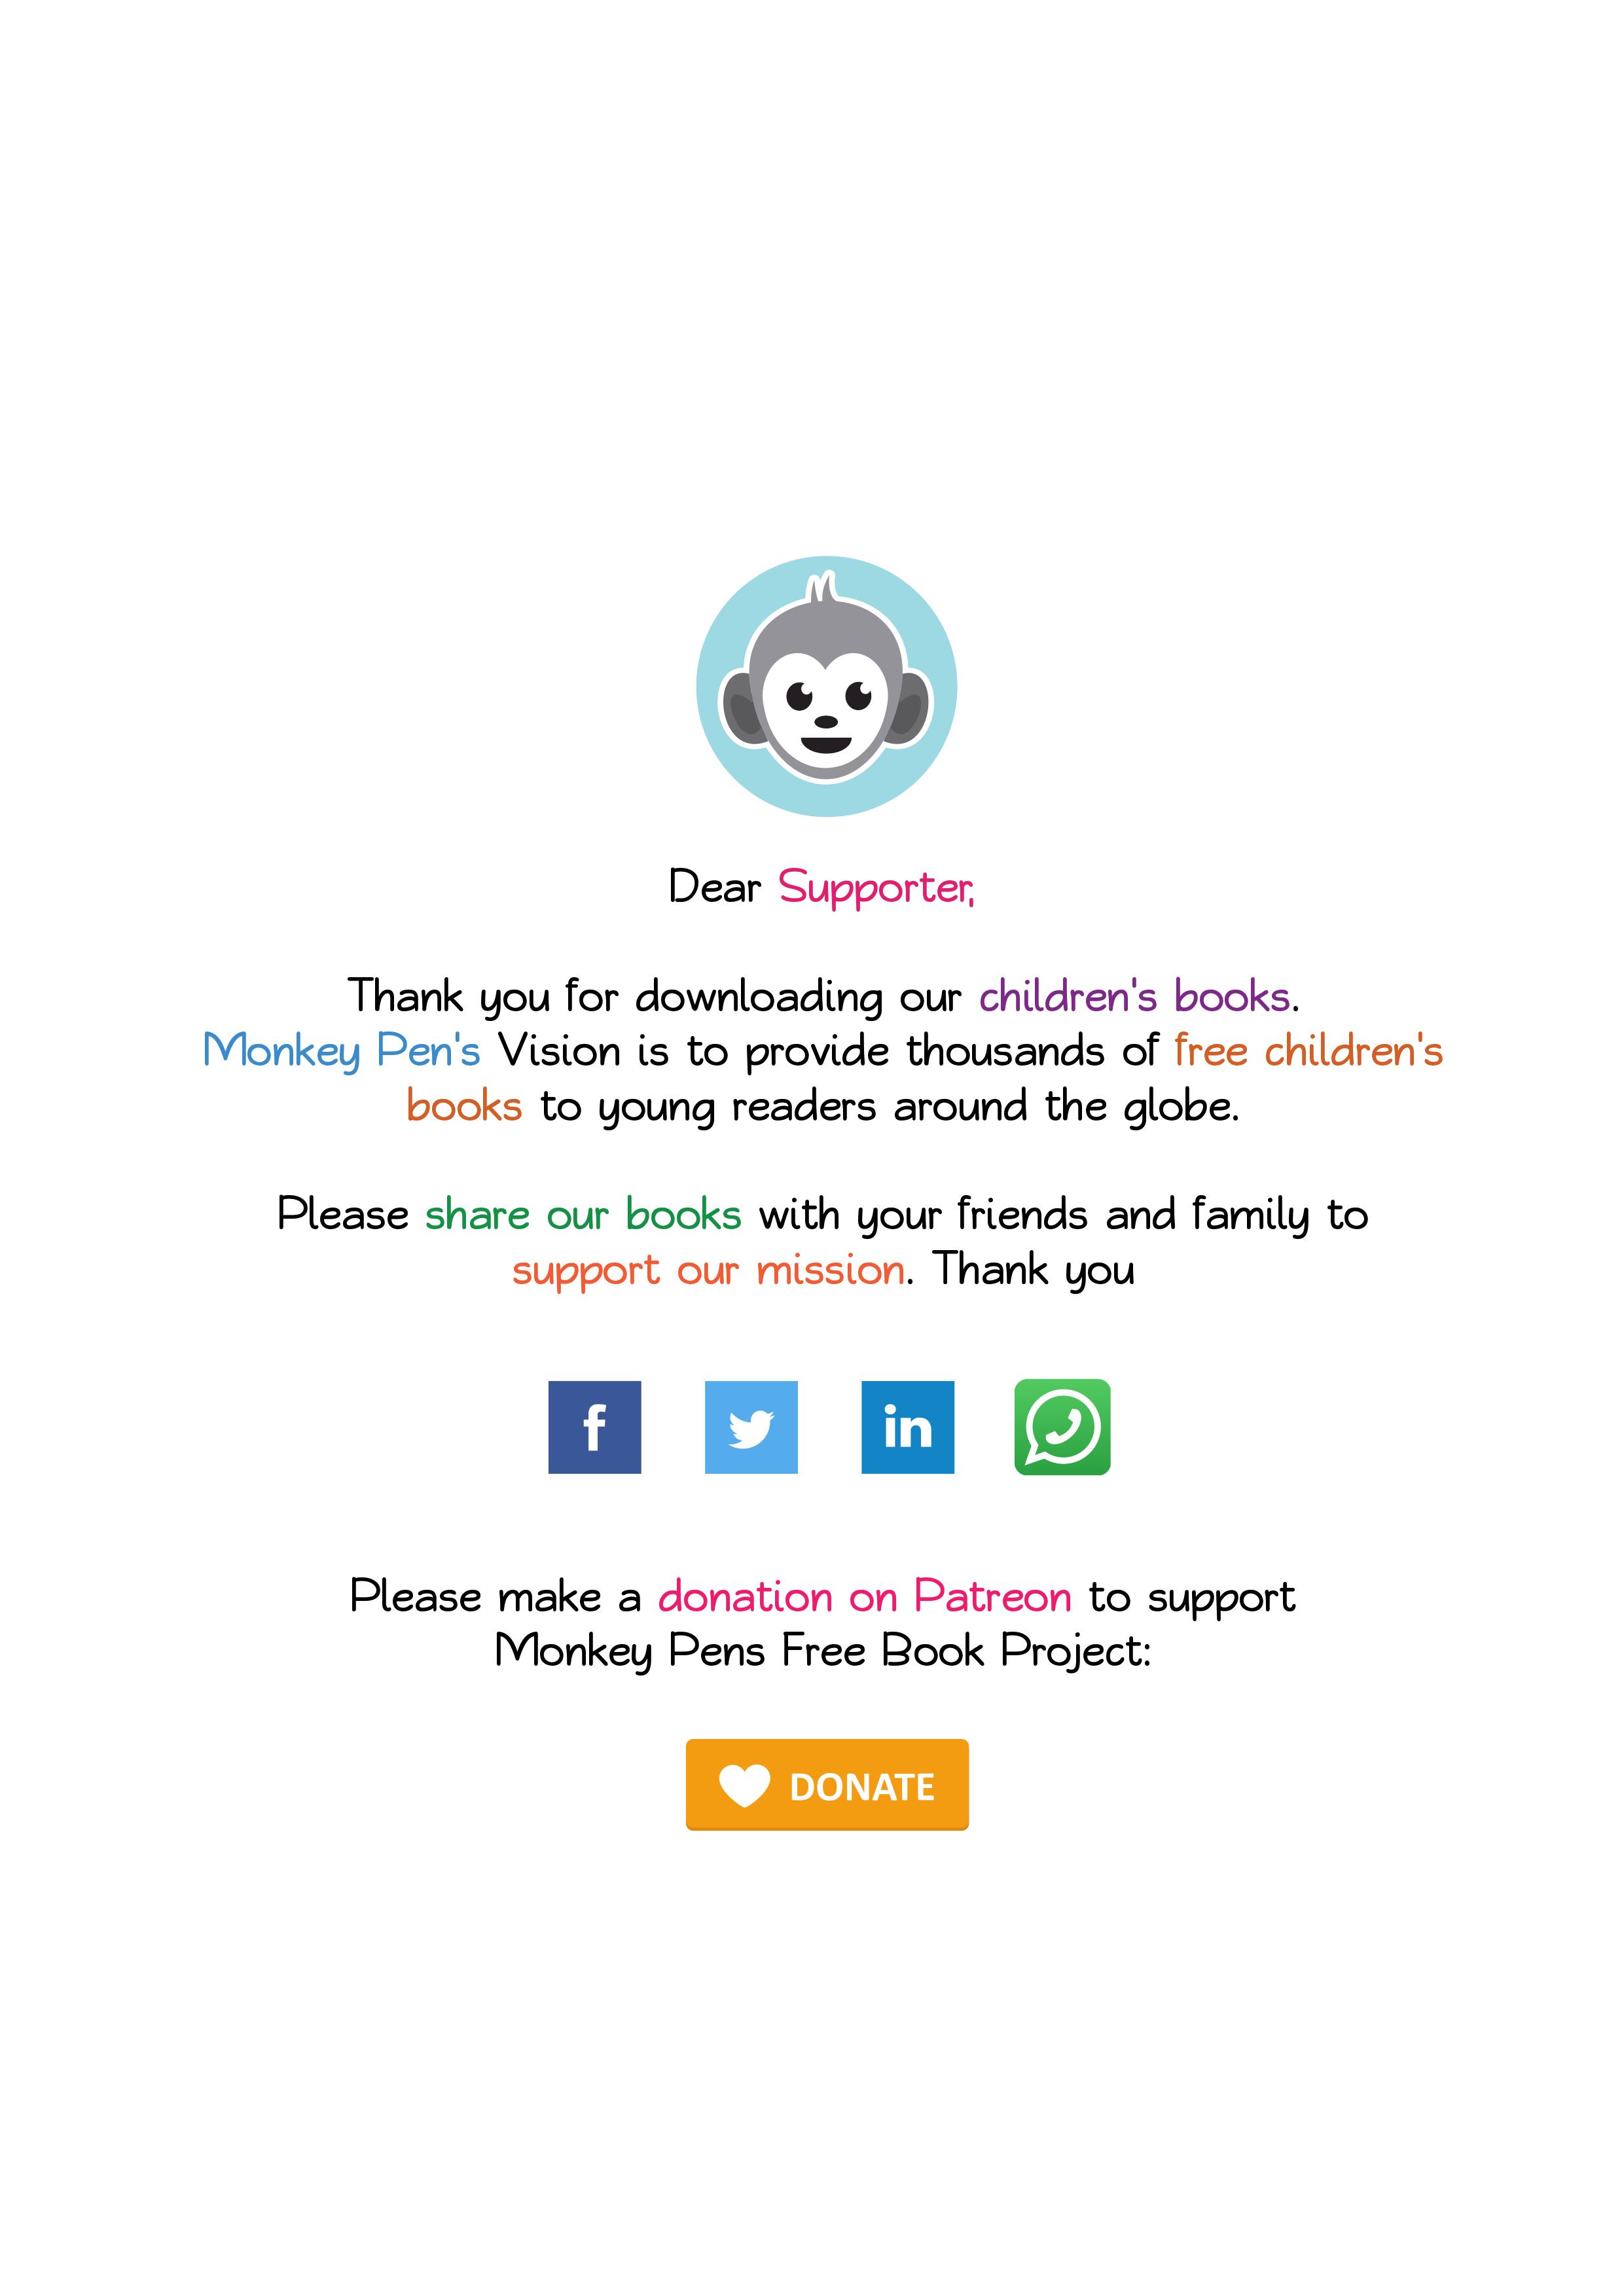 Dear Supporter,
Thank you for downloading our children's books.
Monkey Pen's Vision is to provide thousands of free children's
books to young readers around the globe.
Please share our books with your friends and family to
support our mission. Thank you
f
in
Please make a donation on Patreon to support
Monkey Pens Free Book Project:
DONATE